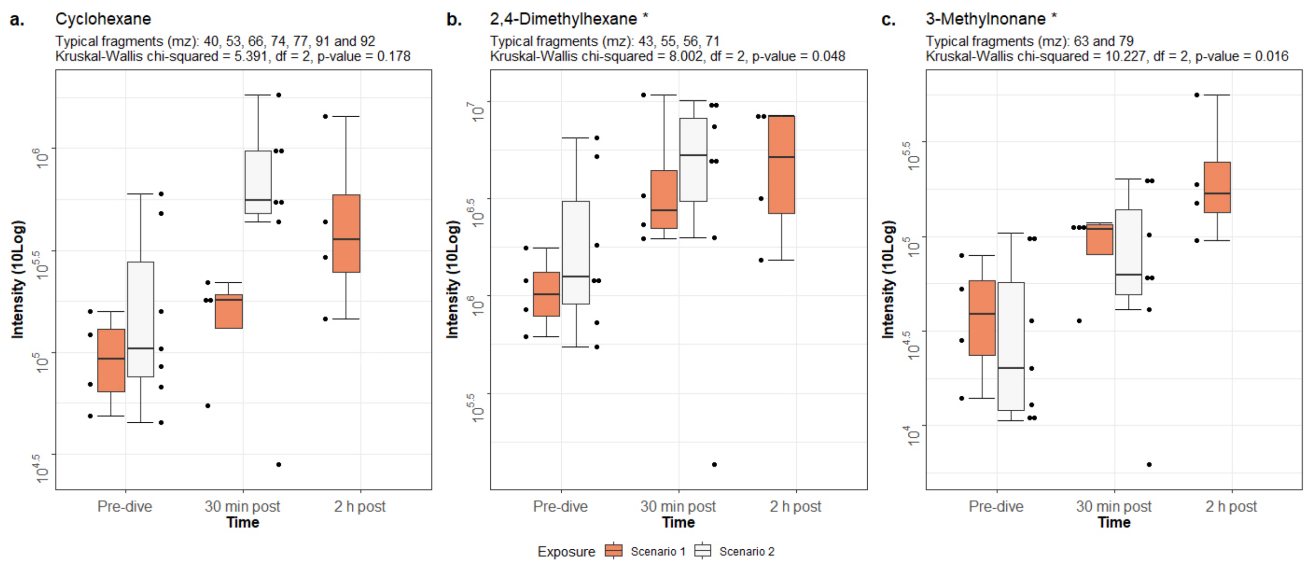 a. Cyclohexane
Typical fragments (mz): 40, 53, 66, 74, 77, 91 and 92
Kruskal-Wallis chi-squared = 5.391, df = 2, p-value = 0.178
Intensity (10Log)
10^6
10^5.5
10^5
10^4.5
Pre-dive 30 min post 2 h post
Time
b. 2,4-Dimethylhexane *
Typical fragments (mz): 43, 55, 56, 71
Kruskal-Wallis chi-squared = 8.002, df = 2, p-value = 0.048
Intensity (10Log)
10^7
10^6.5
10^6
10^5.5
Pre-dive 30 min post 2 h post
Time
c. 3-Methylnonane *
Typical fragments (mz): 63 and 79
Kruskal-Wallis chi-squared = 10.227, df = 2, p-value = 0.016
Intensity (10Log)
10^5.5
10^5
10^4.5
10^4
Pre-dive 30 min post 2 h post
Time
Exposure Scenario 1 Scenario 2